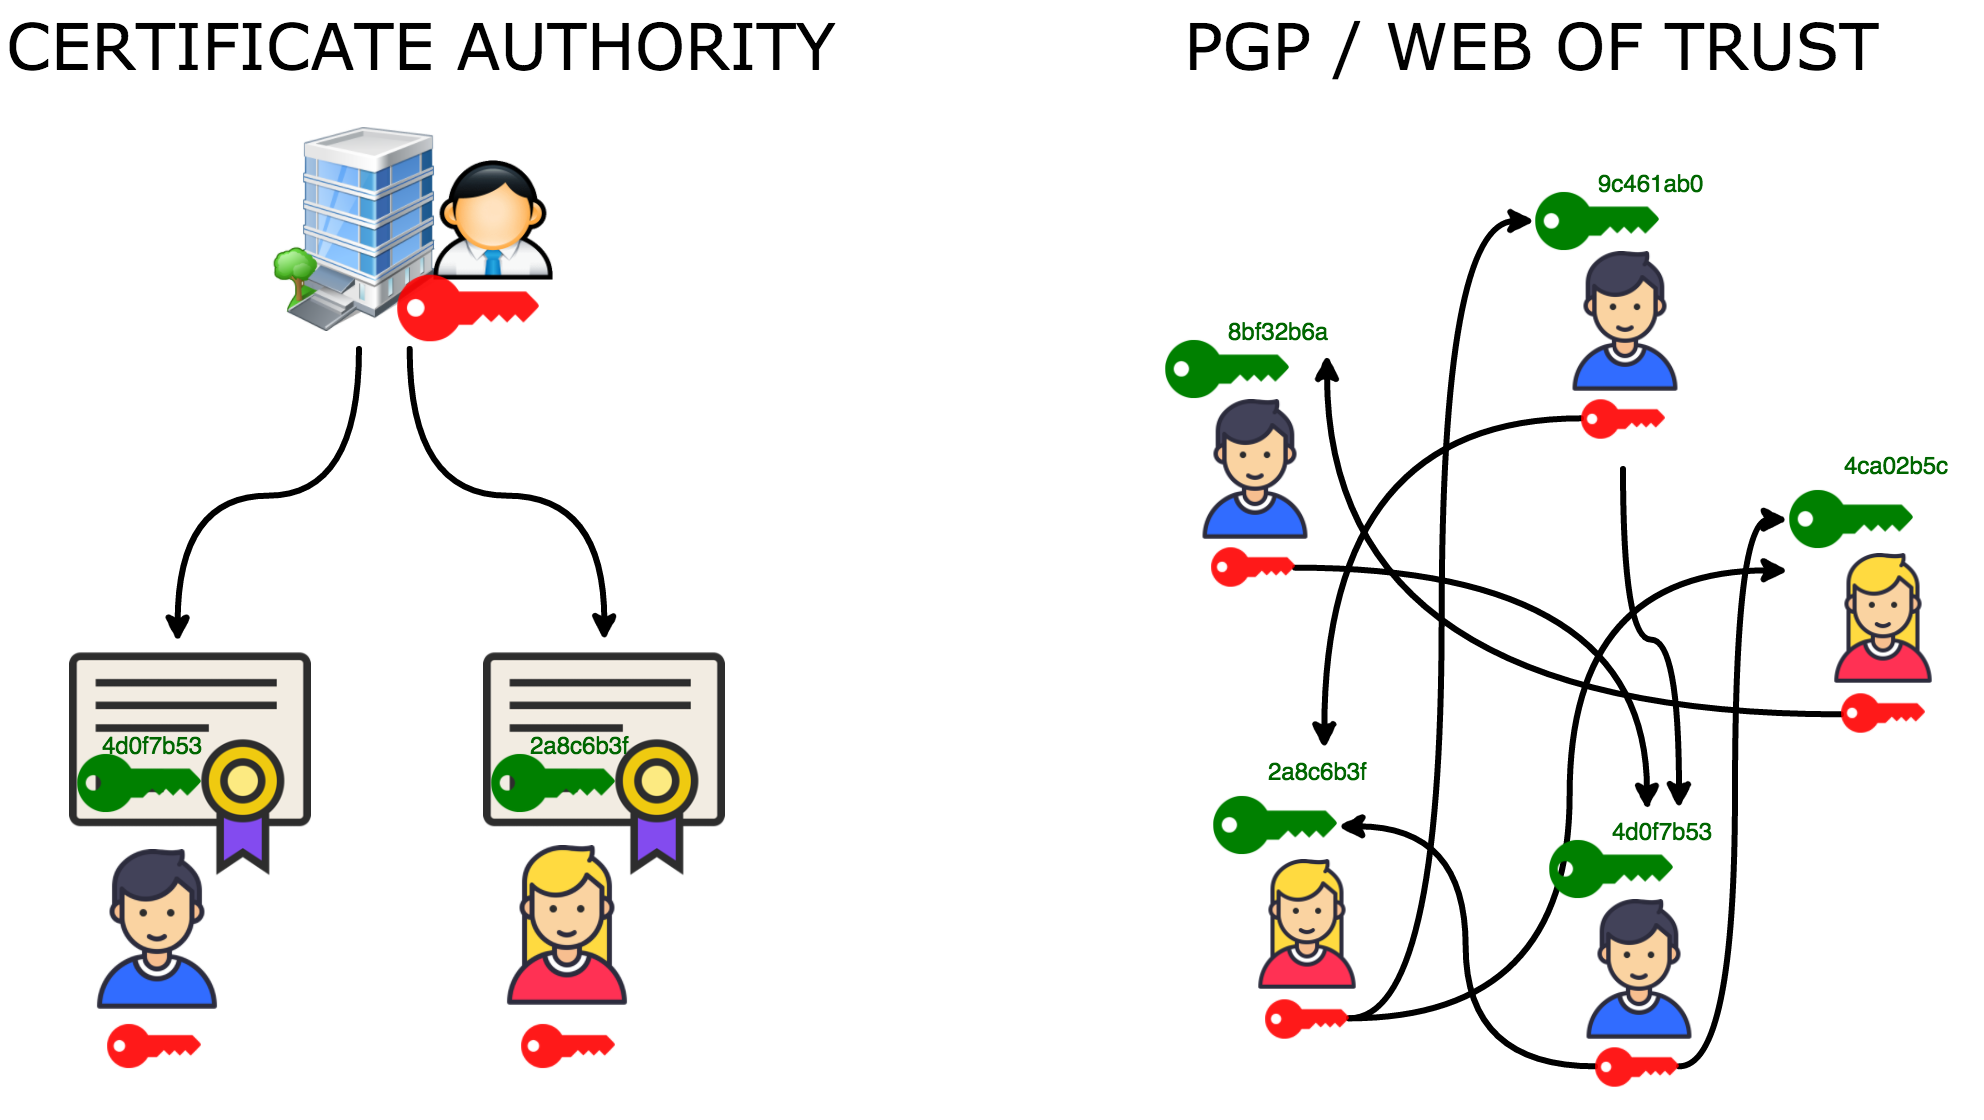 CERTIFICATE AUTHORITY
4d0f7b53
2a8c6b3f
PGP / WEB OF TRUST
9c461ab0
8bf32b6a
4ca02b5c
2a8c6b3f
4d0f7b53